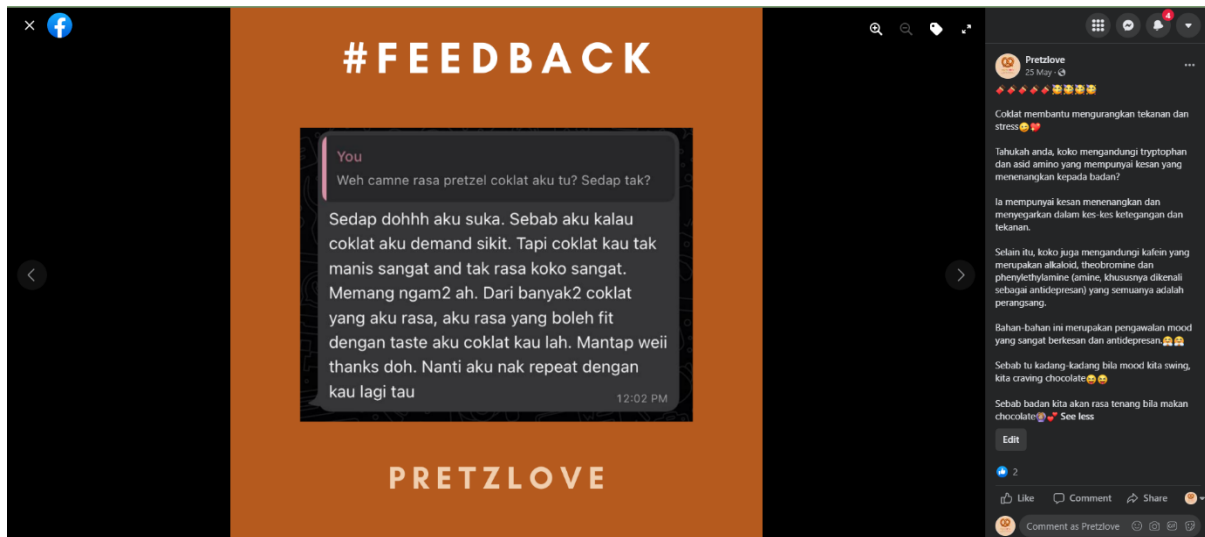 #FEEDBACK
You
Weh camne rasa pretzel coklat aku tu? Sedap tak?
Sedap dohhh aku suka. Sebab aku kalau
coklat aku demand sikit. Tapi coklat kau tak
manis sangat and tak rasa koko sangat.
Memang ngam2 ah. Dari banyak2 coklat
yang aku rasa, aku rasa yang boleh fit
dengan taste aku coklat kau lah. Mantap weii
thanks doh. Nanti aku nak repeat dengan
kau lagi tau
12:02 PM
PRETZLOVE
4
Pretzlove
25 May
Coklat membantu mengurangkan tekanan dan
stress
Tahukah anda, koko mengandungi tryptophan
dan asid amino yang mempunyai kesan yang
menenangkan kepada badan?
Ia mempunyai kesan menenangkan dan
menyegarkan dalam kes-kes ketegangan dan
tekanan.
Selain itu, koko juga mengandungi kafein yang
merupakan alkaloid, theobromine dan
phenylethylamine (amine, khususnya dikenali
sebagai antidepresan) yang semuanya adalah
perangsang.
Bahan-bahan ini merupakan pengawalan mood
yang sangat berkesan dan antidepresan.
Sebab tu kadang-kadang bila mood kita swing,
kita craving chocolate
Sebab badan kita akan rasa tenang bila makan
chocolate See less
Edit
2
Like Comment Share
Comment as Pretzlove